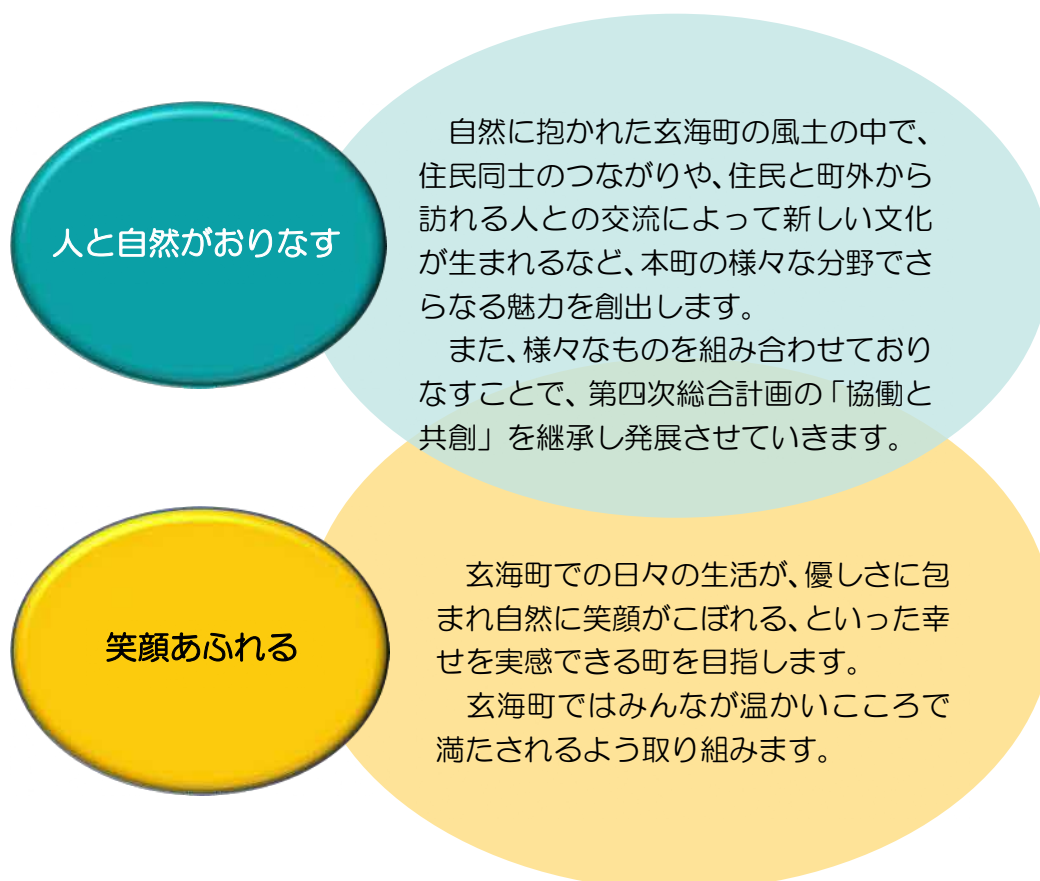 人と自然がおりなす
　自然に抱かれた玄海町の風土の中で、
住民同士のつながりや、住民と町外から
訪れる人との交流によって新しい文化
が生まれるなど、本町の様々な分野でさ
らなる魅力を創出します。
　また、様々なものを組み合わせており
なすことで、第四次総合計画の「協働と
共創」を継承し発展させていきます。
笑顔あふれる
　玄海町での日々の生活が、優しさに包
まれ自然に笑顔がこぼれる、といった幸
せを実感できる町を目指します。
　玄海町ではみんなが温かいこころで
満たされるよう取り組みます。